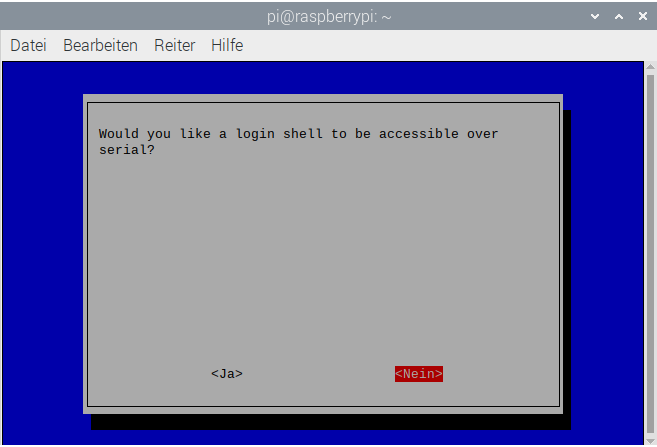 pi@raspberrypi: ~
Datei Bearbeiten Reiter Hilfe
Would you like a login shell to be accessible over
serial?
<Ja> <Nein>